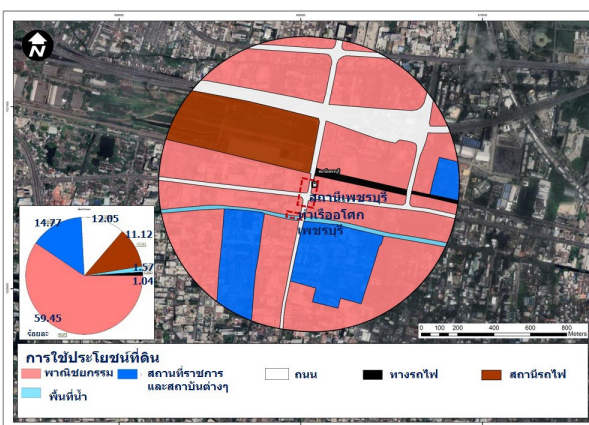 N
สถานีเพชรบุรี
ท่าเรืออโศก
เพชรบุรี
14.77
12.05
11.12
1.57
1.04
59.45
ร้อยละ
0 100 200 400 600 800
Meters
การใช้ประโยชน์ที่ดิน
พาณิชยกรรม
สถานที่ราชการ
และสถาบันต่างๆ
ถนน
ทางรถไฟ
สถานีรถไฟ
พื้นที่น้ำ